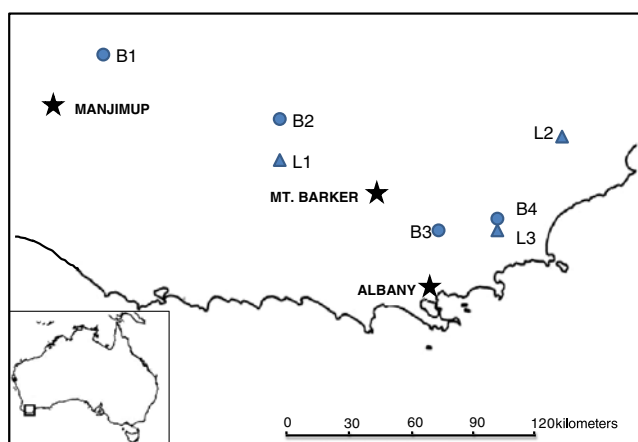 B1
MANJIMUP
B2
L2
L1
MT. BARKER
B4
B3
L3
ALBANY
0 30 60 90 120kilometers